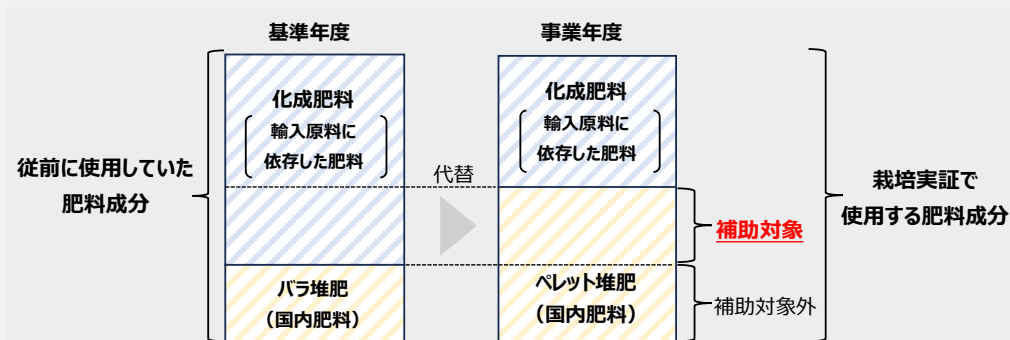 基準年度
事業年度
化成肥料
輸入原料に
依存した肥料
化成肥料
輸入原料に
依存した肥料
従前に使用していた
肥料成分
代替
栽培実証で
使用する肥料成分
補助対象
バラ堆肥
（国内肥料）
ペレット堆肥
（国内肥料）
補助対象外